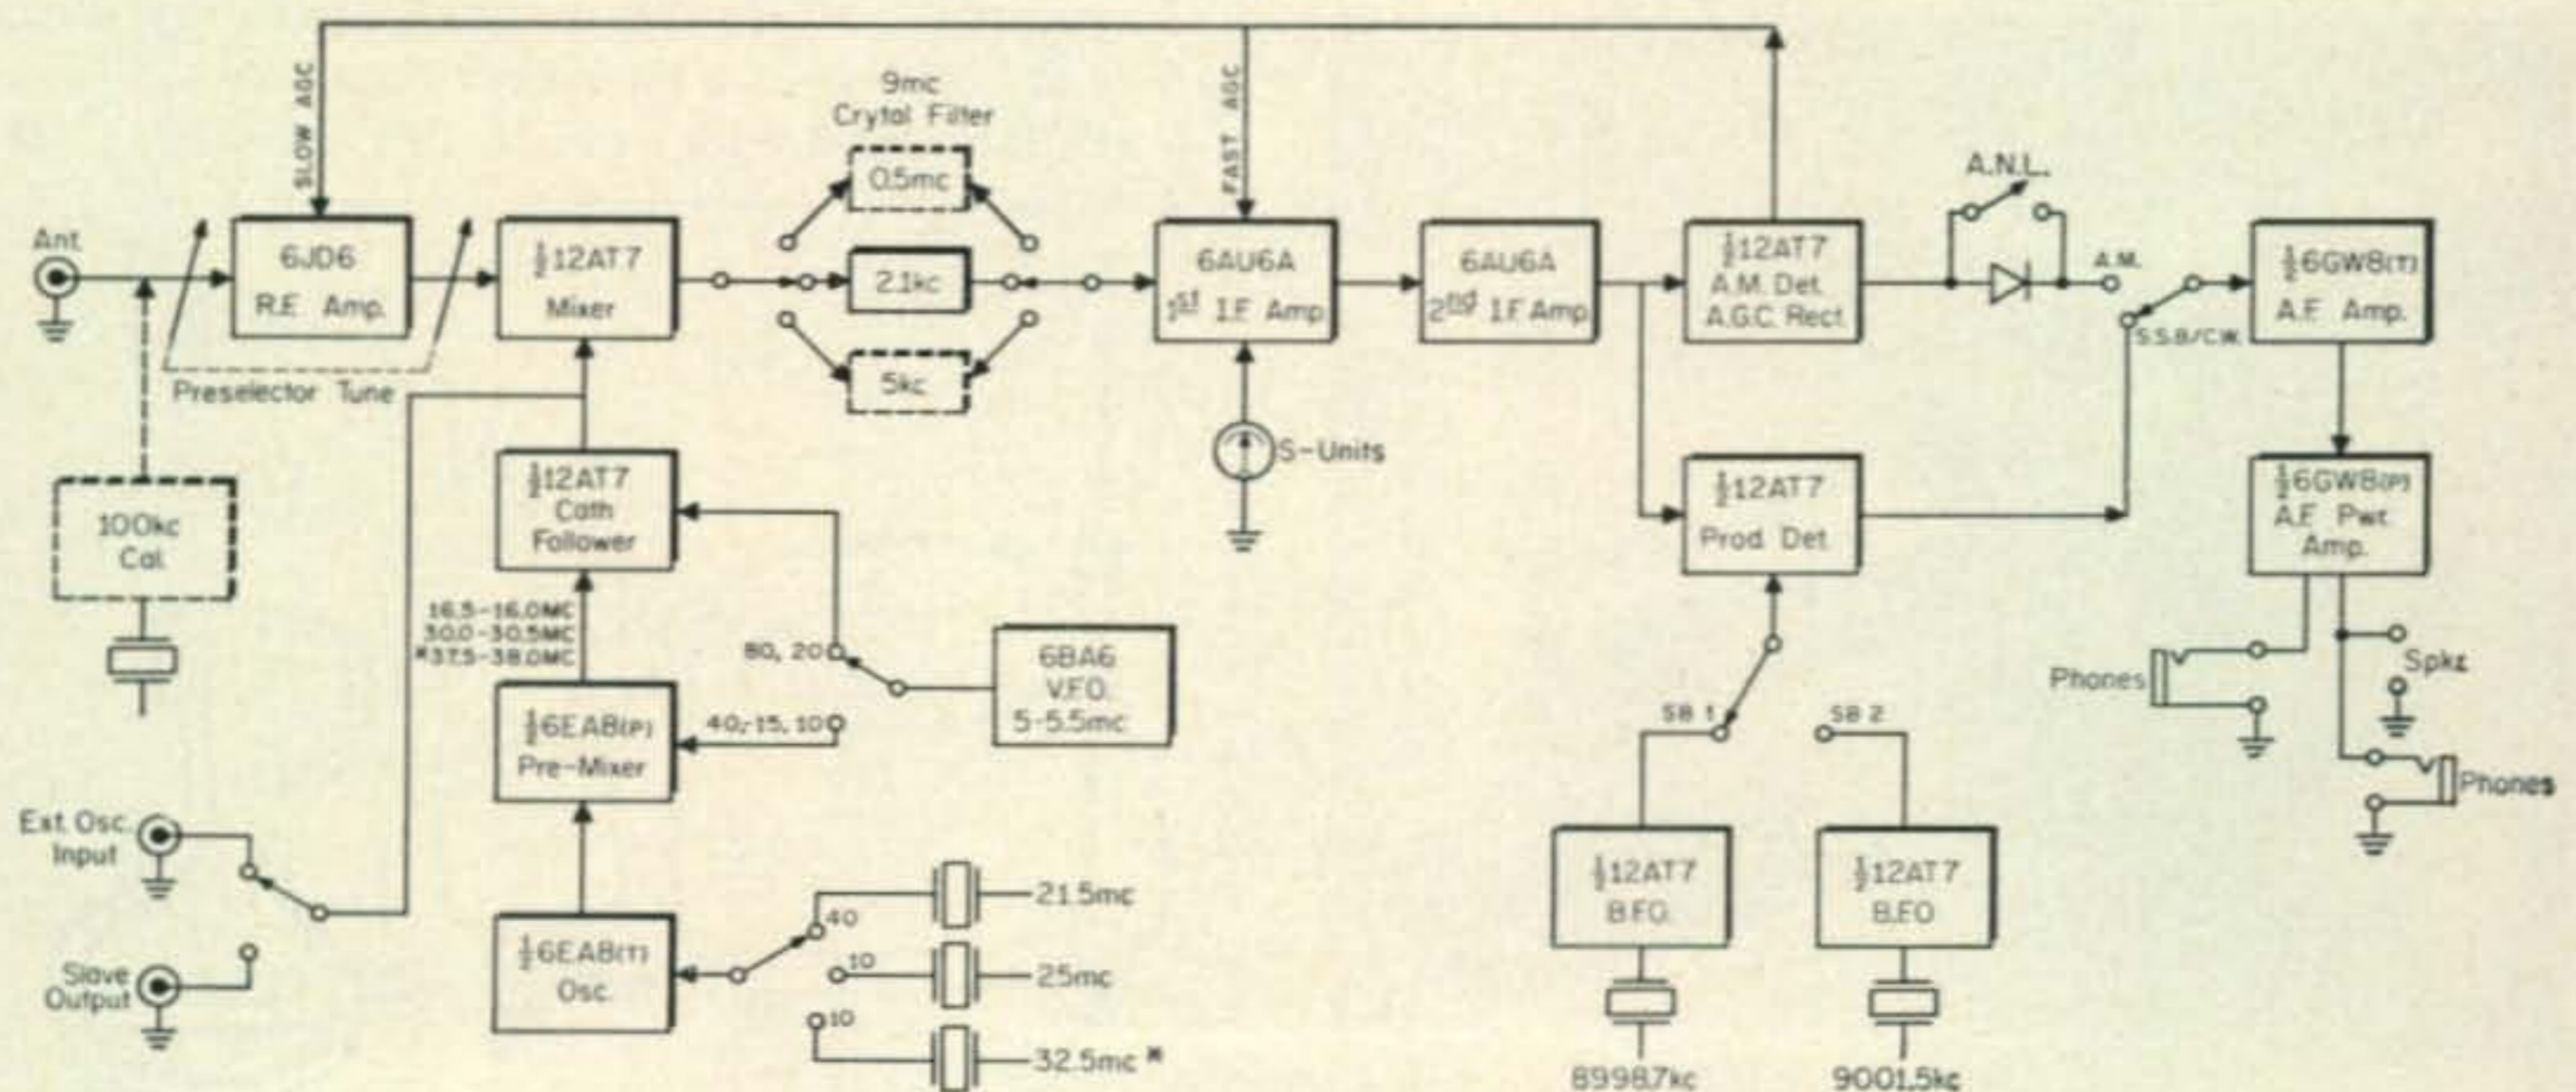 SLOW AGC
FAST AGC
9mc
Crytal Filter
0.5mc
2.1kc
5kc
Ant.
6JD6
R.F. Amp.
Preselector Tune
½12AT7
Mixer
6AU6A
1st I.F. Amp
6AU6A
2nd I.F. Amp
½12AT7
A.M. Det.
A.G.C. Rect.
A.N.L.
A.M.
S.S.B/C.W.
½6GW8(T)
A.F. Amp.
100kc
Cal.
½12AT7
Cath
Follower
S-Units
½12AT7
Prod. Det.
½6GW8(P)
A.F. Pwr.
Amp.
16.5-16.0MC
30.0-30.5MC
*37.5-38.0MC
80, 20
40,-15, 10
6BA6
V.F.O.
5-5.5mc
Phones
Spkr.
Phones
½6EA8(P)
Pre-Mixer
SB 1
SB 2
Ext. Osc.
Input
Slave
Output
½6EA8(T)
Osc.
40
10
10
21.5mc
25mc
32.5mc *
½12AT7
B.F.O.
½12AT7
B.F.O
8998.7kc
9001.5kc